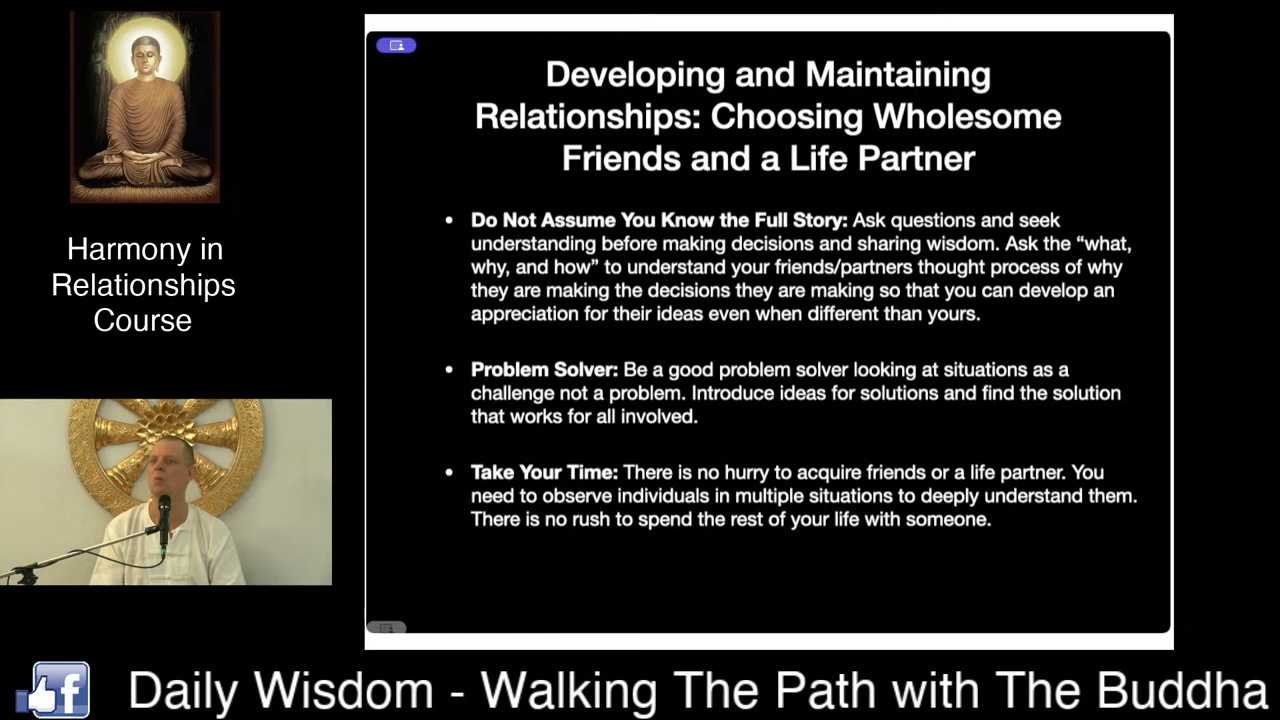 Harmony in
Relationships
Course
Developing and Maintaining
Relationships: Choosing Wholesome
Friends and a Life Partner
• Do Not Assume You Know the Full Story: Ask questions and seek
understanding before making decisions and sharing wisdom. Ask the “what,
why, and how” to understand your friends/partners thought process of why
they are making the decisions they are making so that you can develop an
appreciation for their ideas even when different than yours.
• Problem Solver: Be a good problem solver looking at situations as a
challenge not a problem. Introduce ideas for solutions and find the solution
that works for all involved.
• Take Your Time: There is no hurry to acquire friends or a life partner. You
need to observe individuals in multiple situations to deeply understand them.
There is no rush to spend the rest of your life with someone.
f
Daily Wisdom - Walking The Path with The Buddha